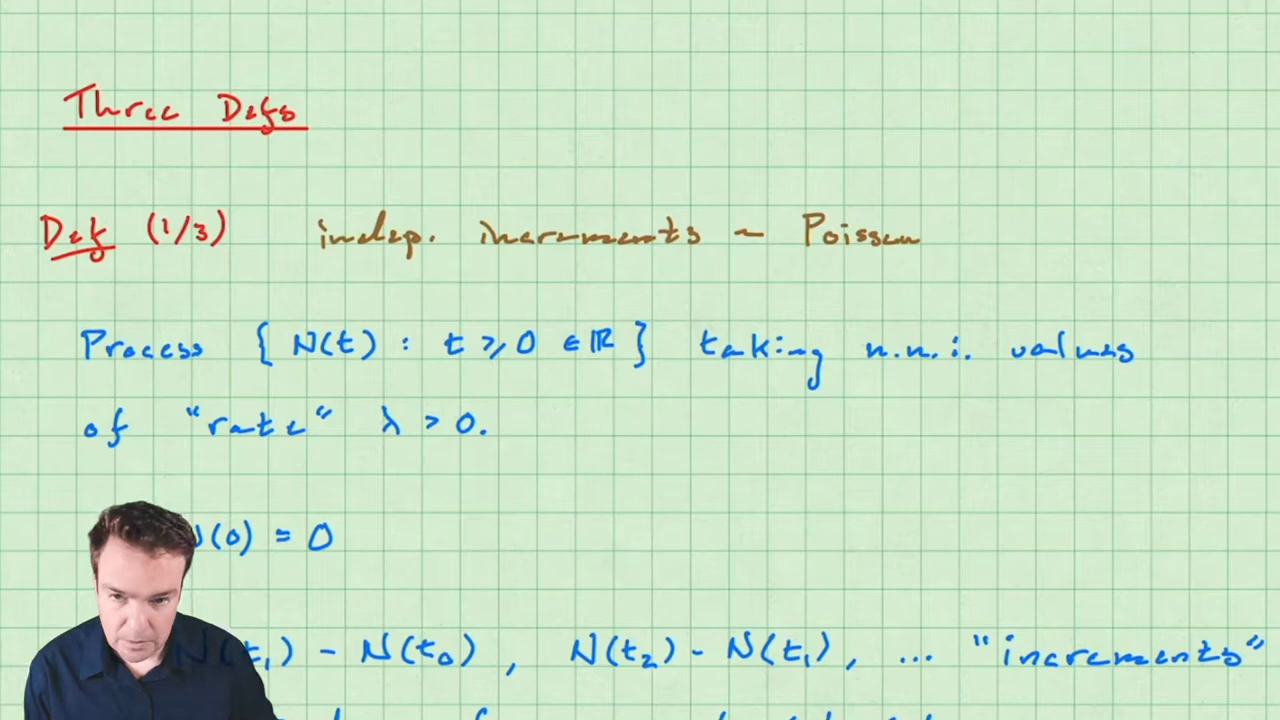 Three Defs
Def (1/3) indep. increments ~ Poisson
Process { N(t) : t ⩾ 0 ∈ ℝ } taking n.n.i. values
of "rate" λ > 0.
N(0) = 0
N(t₁) - N(t₀) , N(t₂) - N(t₁), ... "increments"